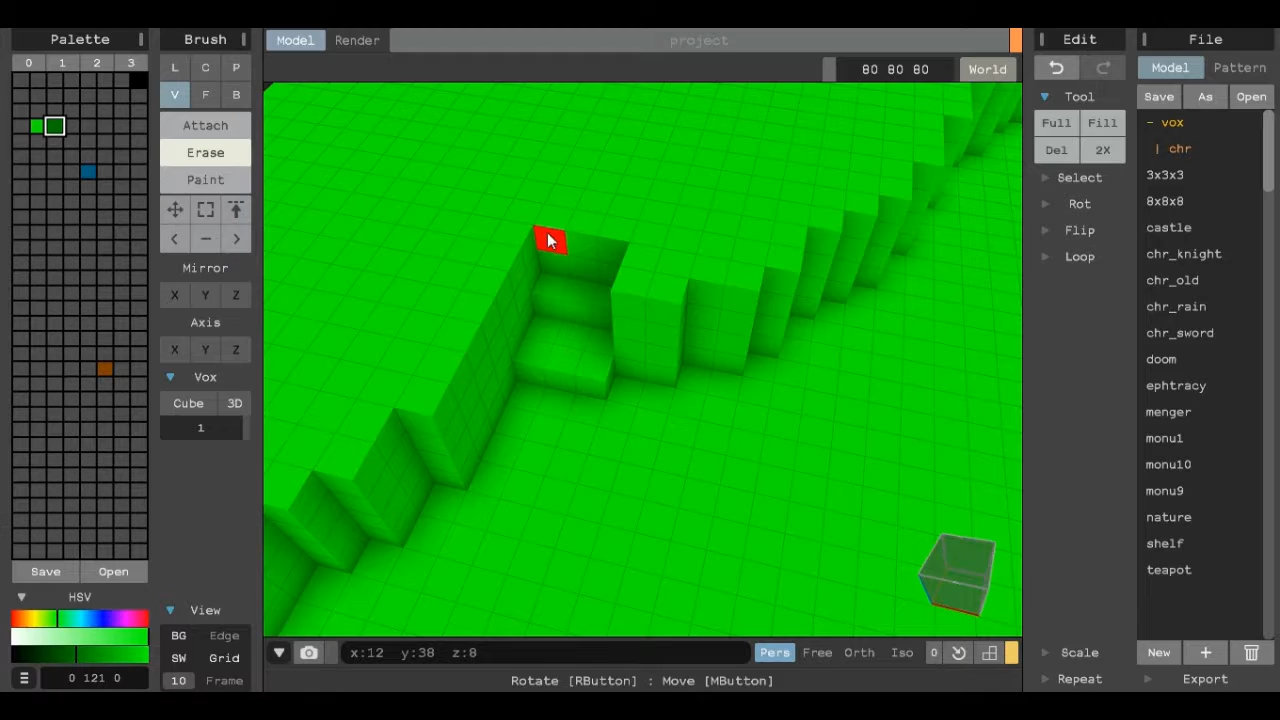 Palette
0 1 2 3
Save Open
HSV
0 121 0
Brush
L C P
V F B
Attach
Erase
Paint
Mirror
X Y Z
Axis
X Y Z
Vox
Cube 3D
1
View
BG Edge
SW Grid
10 Frame
Model Render project
80 80 80 World
x:12 y:38 z:8 Pers Free Orth Iso 0
Rotate [RButton] : Move [MButton]
Edit
Tool
Full Fill
Del 2X
Select
Rot
Flip
Loop
Scale
Repeat
File
Model Pattern
Save As Open
- vox
| chr
3x3x3
8x8x8
castle
chr_knight
chr_old
chr_rain
chr_sword
doom
ephtracy
menger
monu1
monu10
monu9
nature
shelf
teapot
New +
Export